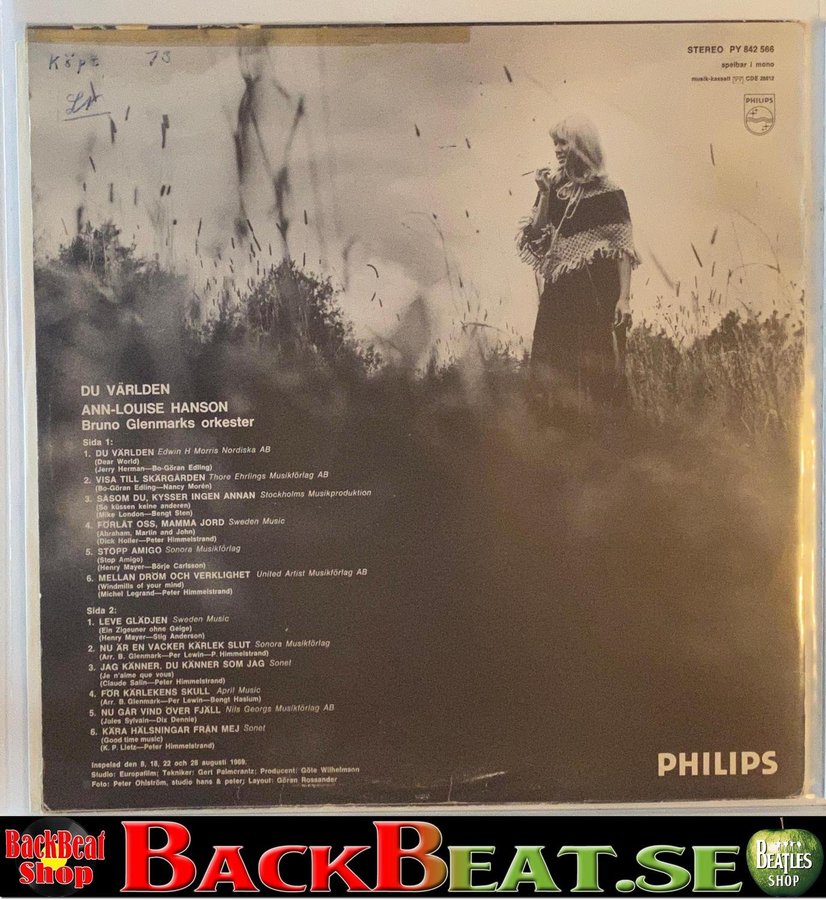 Köpt 73
STEREO PY 842 566
spelbar i mono
musik-kassett CDS 28612
PHILIPS
DU VÄRLDEN
ANN-LOUISE HANSON
Bruno Glenmarks orkester
Sida 1:
1. DU VÄRLDEN Edwin H Morris Nordiska AB
(Dear World)
(Jerry Herman—Bo-Göran Edling)
2. VISA TILL SKÄRGÅRDEN Thore Ehrlings Musikförlag AB
(Bo-Göran Edling—Nancy Morén)
3. SÅSOM DU, KYSSER INGEN ANNAN Stockholms Musikproduktion
(So küssen keine anderen)
(Mike London—Bengt Sten)
4. FÖRLÅT OSS, MAMMA JORD Sweden Music
(Abraham, Martin and John)
(Dick Holler—Peter Himmelstrand)
5. STOPP AMIGO Sonora Musikförlag
(Stop Amigo)
(Henry Mayer—Börje Carlsson)
6. MELLAN DRÖM OCH VERKLIGHET United Artist Musikförlag AB
(Windmills of your mind)
(Michel Legrand—Peter Himmelstrand)
Sida 2:
1. LEVE GLÄDJEN Sweden Music
(Ein Zigeuner ohne Geige)
(Henry Mayer—Stig Anderson)
2. NU ÄR EN VACKER KÄRLEK SLUT Sonora Musikförlag
(Arr. B. Glenmark—Per Lewin—P. Himmelstrand)
3. JAG KÄNNER, DU KÄNNER SOM JAG Sonet
(Je n'aime que vous)
(Claude Salin—Peter Himmelstrand)
4. FÖR KÄRLEKENS SKULL April Music
(Arr. B. Glenmark—Per Lewin—Bengt Haslum)
5. NU GÅR VIND ÖVER FJÄLL Nils Georgs Musikförlag AB
(Jules Sylvain—Dix Dennie)
6. KÄRA HÄLSNINGAR FRÅN MEJ Sonet
(Good time music)
(K. P. Lietz—Peter Himmelstrand)
Inspelad den 8, 18, 22 och 28 augusti 1969.
Studio: Europafilm; Tekniker: Gert Palmcrantz; Producent: Göte Wilhelmson
Foto: Peter Ohlström, studio hans & peter; Layout: Göran Rossander
PHILIPS
BackBeat Shop
BACKBEAT.SE
BEATLES SHOP